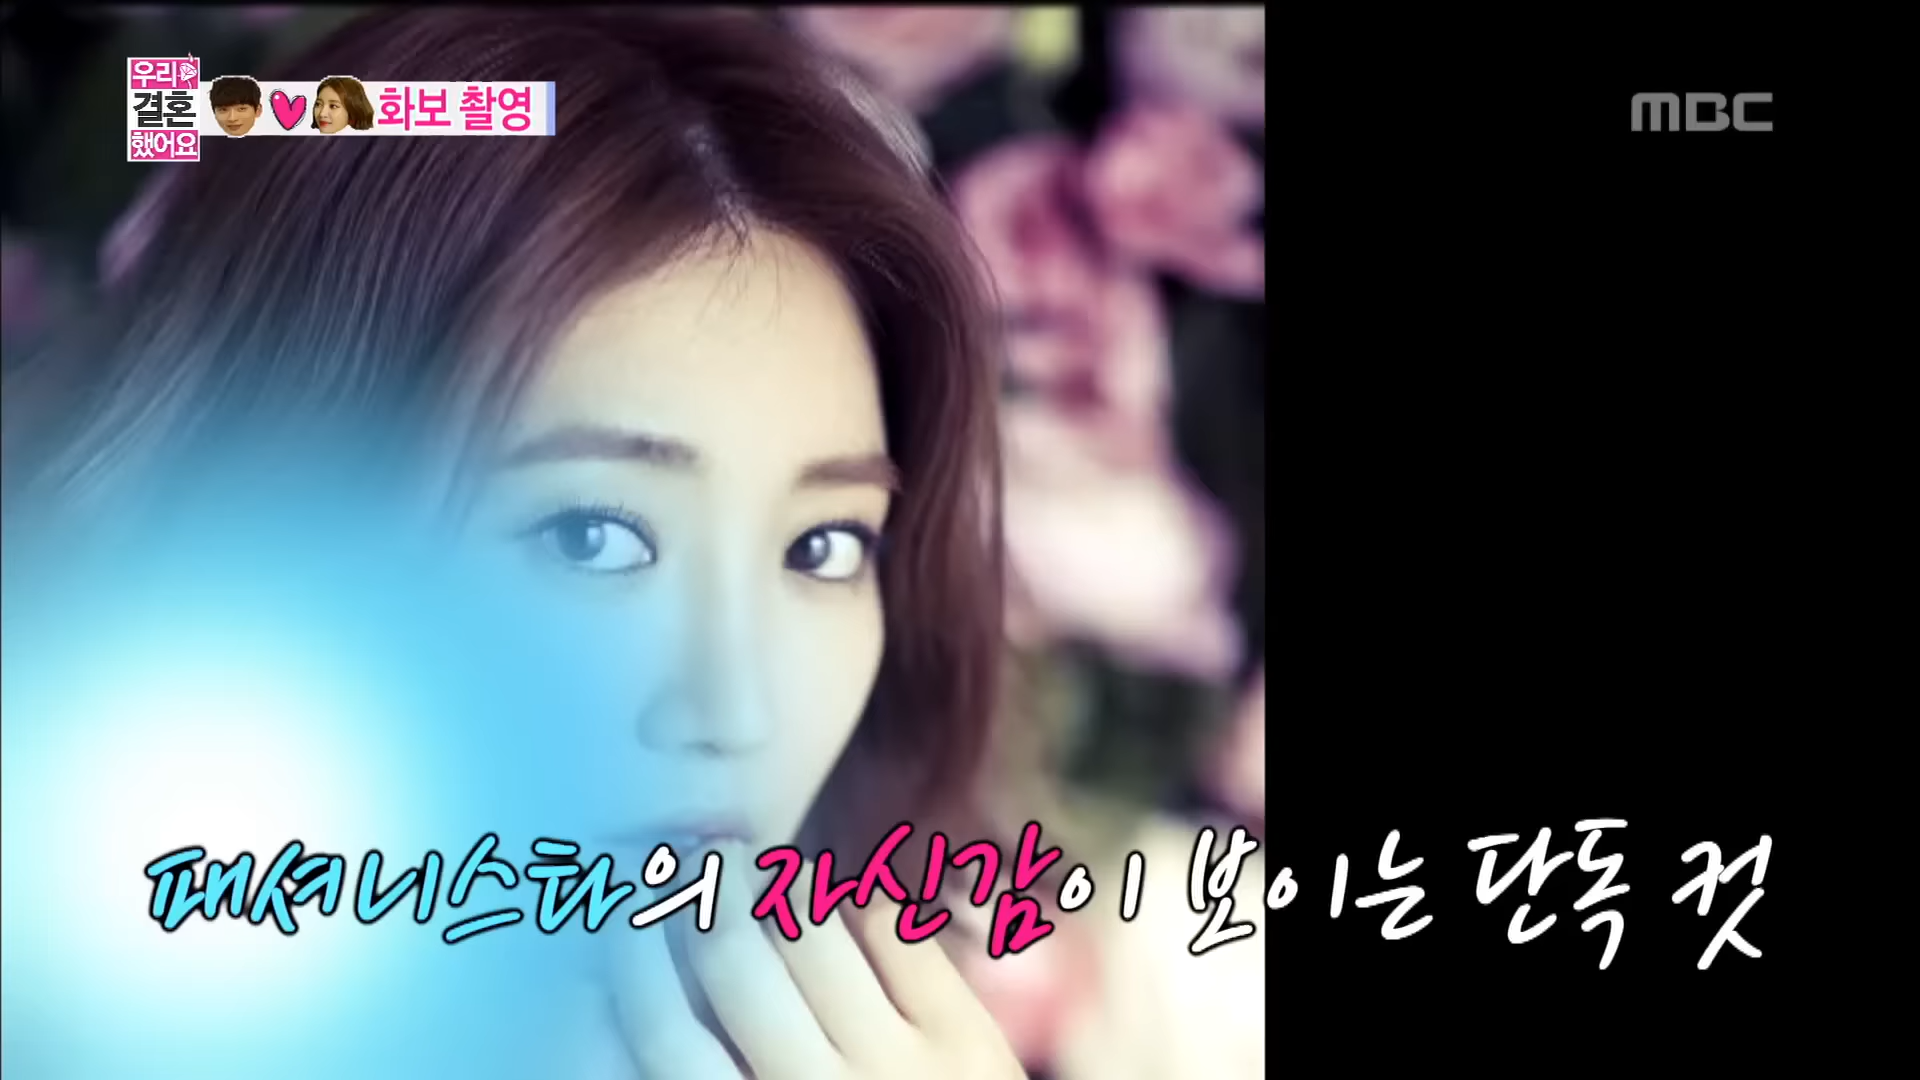 우리
결혼
했어요
화보 촬영
MBC
패셔니스타의 자신감이 보이는 단독 컷